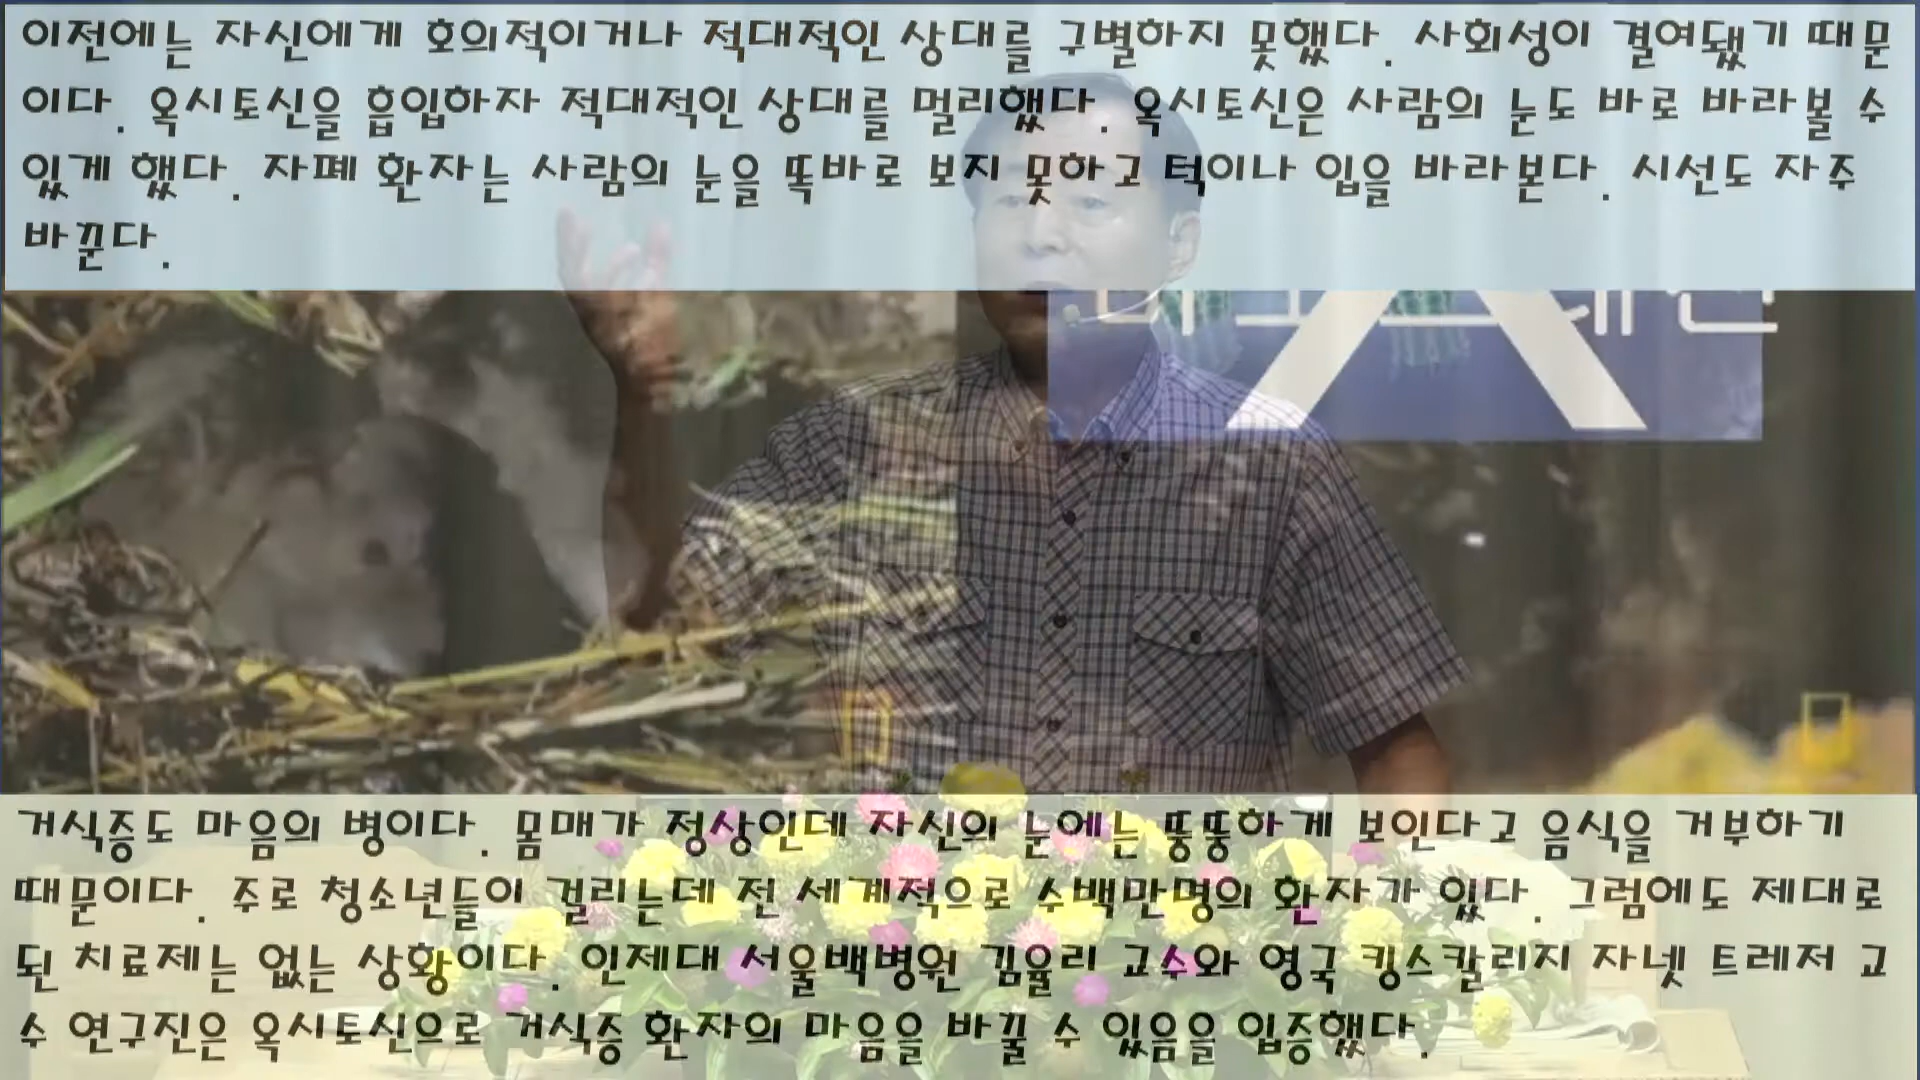 이전에는 자신에게 호의적이거나 적대적인 상대를 구별하지 못했다. 사회성이 결여됐기 때문
이다. 옥시토신을 흡입하자 적대적인 상대를 멀리했다. 옥시토신은 사람의 눈도 바로 바라볼 수
있게 했다. 자폐 환자는 사람의 눈을 똑바로 보지 못하고 턱이나 입을 바라본다. 시선도 자주
바꾼다.
거식증도 마음의 병이다. 몸매가 정상인데 자신의 눈에는 뚱뚱하게 보인다고 음식을 거부하기
때문이다. 주로 청소년들이 걸리는데 전 세계적으로 수백만명의 환자가 있다. 그럼에도 제대로
된 치료제는 없는 상황이다. 인제대 서울백병원 김율리 교수와 영국 킹스칼리지 자넷 트레저 교
수 연구진은 옥시토신으로 거식증 환자의 마음을 바꿀 수 있음을 입증했다.